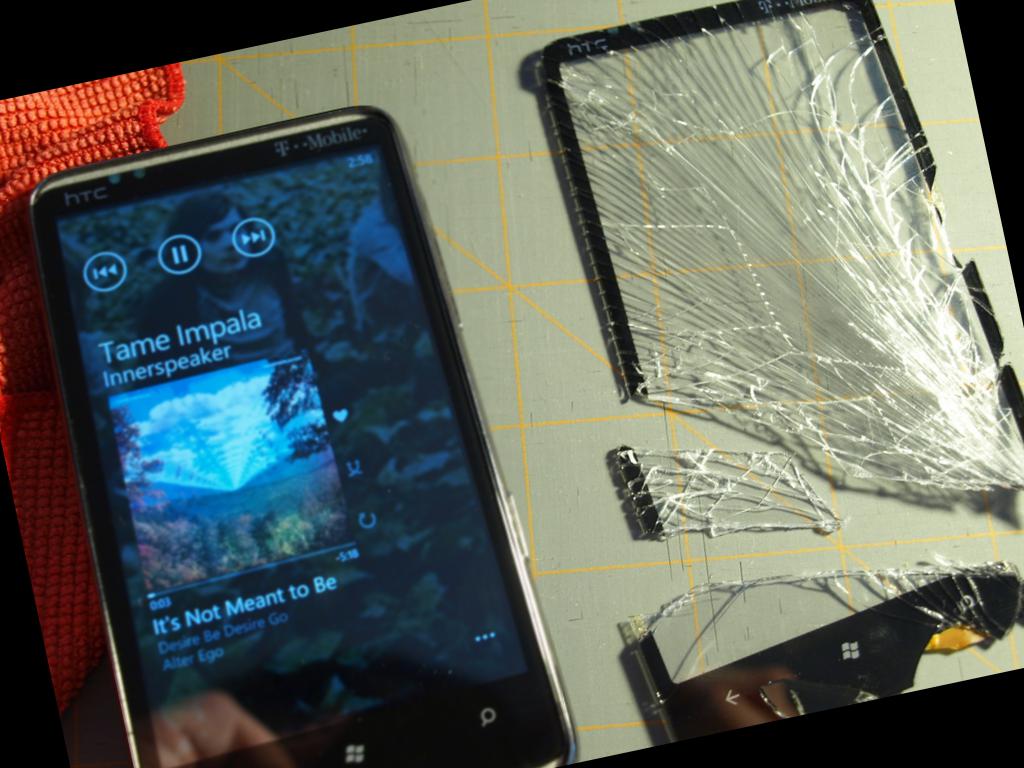 hTC
T··Mobile·
2:58
Tame Impala
Innerspeaker
0:03
-5:18
It's Not Meant to Be
Desire Be Desire Go
Alter Ego
hTC
T··Mobile